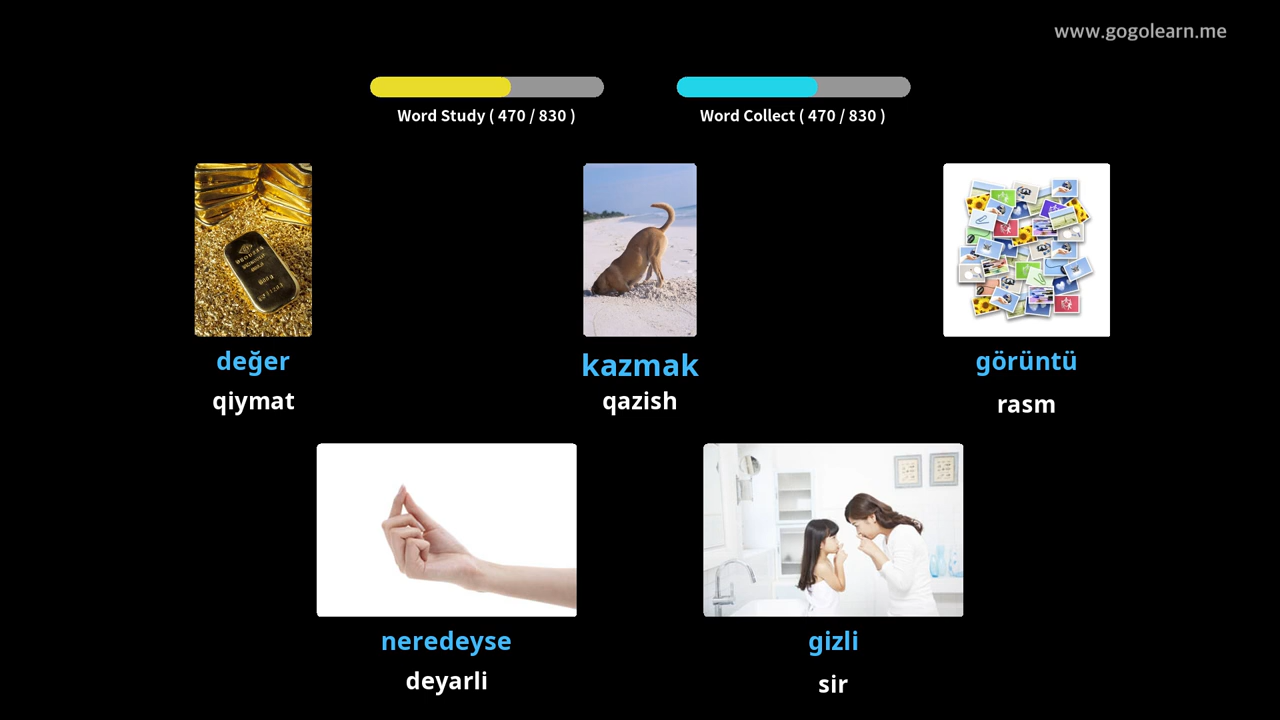 www.gogolearn.me
Word Study ( 470 / 830 )
Word Collect ( 470 / 830 )
değer
kazmak
görüntü
qiymat
qazish
rasm
neredeyse
gizli
deyarli
sir